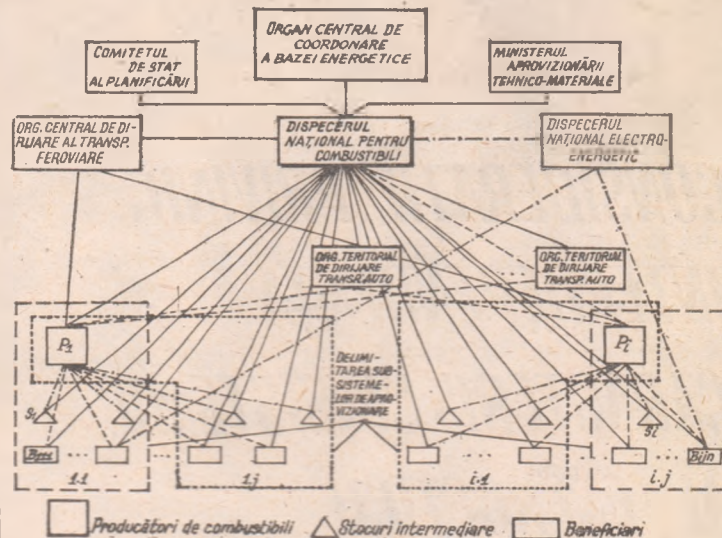 ORGAN CENTRAL DE
COORDONARE
A BAZEI ENERGETICE
COMITETUL
DE STAT
AL PLANIFICĂRII
MINISTERUL
APROVIZIONĂRII
TEHNICO-MATERIALE
ORG. CENTRAL DE DI-
RIJARE AL TRANSP.
FEROVIARE
DISPECERUL
NAȚIONAL PENTRU
COMBUSTIBILI
DISPECERUL
NAȚIONAL ELECTRO-
ENERGETIC
ORG. TERITORIAL
DE DIRIJARE
TRANSP. AUTO
ORG. TERITORIAL
DE DIRIJARE
TRANSP. AUTO
P1
Pi
DELIMI-
TAREA SUB-
SISTEME-
LOR DE APRO-
VIZIONARE
S1
Si
B111
Bijn
1.1
1.j
i.1
i.j
Producători de combustibili
Stocuri intermediare
Beneficiari